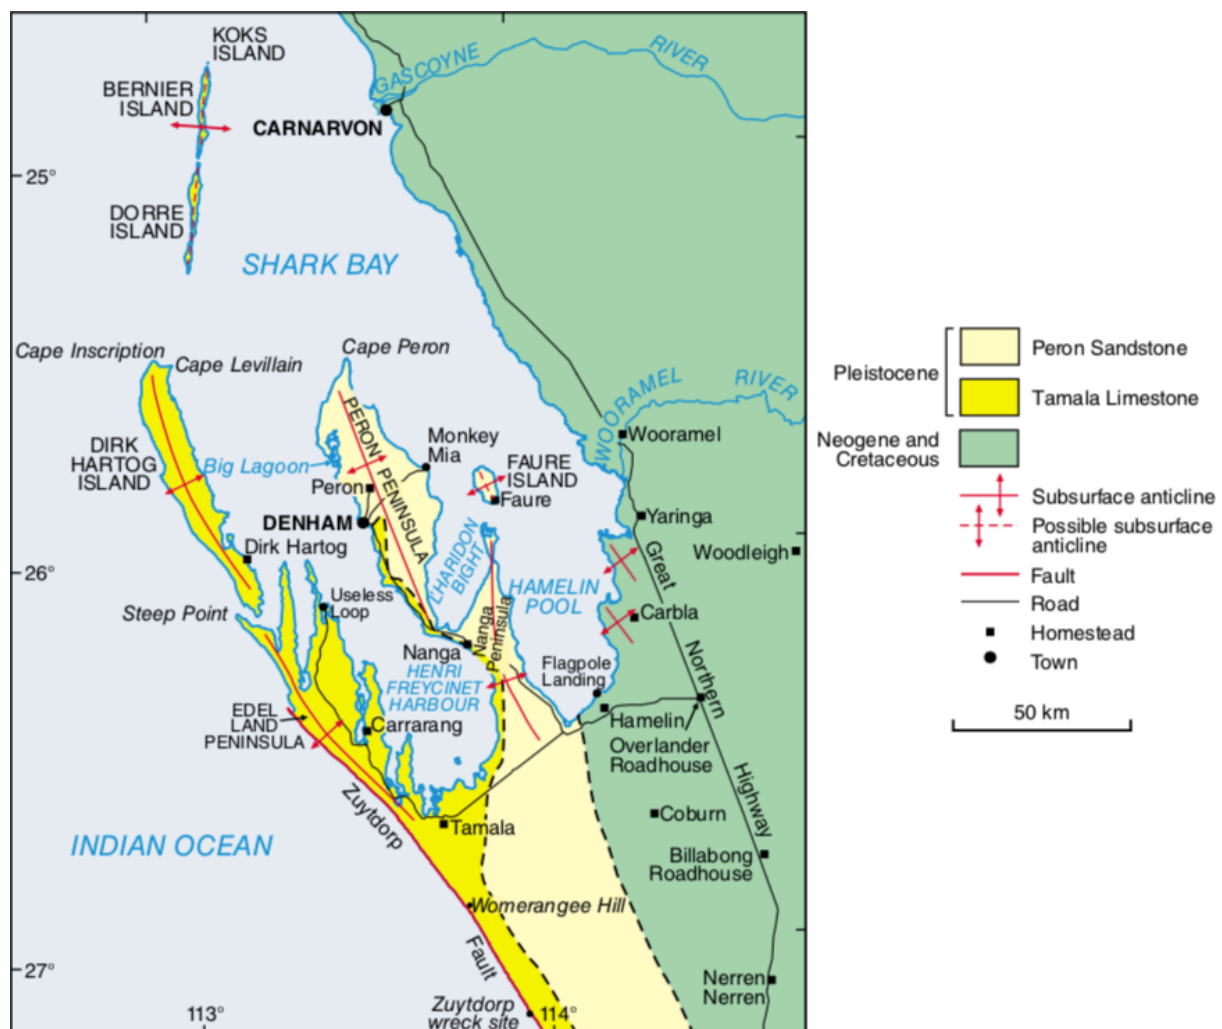 KOKS
ISLAND
BERNIER
ISLAND
GASCOYNE
RIVER
CARNARVON
25°
DORRE
ISLAND
SHARK BAY
Cape Inscription
Cape Levillain
Cape Peron
WOORAMEL
RIVER
DIRK
HARTOG
ISLAND
Big Lagoon
PERON PENINSULA
Monkey
Mia
Wooramel
FAURE
ISLAND
Peron
Faure
DENHAM
Yaringa
Dirk Hartog
Woodleigh
26°
L'HARIDON
BIGHT
HAMELIN
POOL
Great Northern Highway
Useless
Loop
Steep Point
Carbla
Nanga
Nanga
Peninsula
HENRI
FREYCINET
HARBOUR
Flagpole
Landing
EDEL
LAND
PENINSULA
Carrarang
Hamelin
Overlander
Roadhouse
Zuytdorp Fault
Tamala
Coburn
INDIAN OCEAN
Billabong
Roadhouse
Womerangee Hill
27°
Nerren
Nerren
113°
Zuytdorp
wreck site
114°
Pleistocene
Peron Sandstone
Tamala Limestone
Neogene and
Cretaceous
Subsurface anticline
Possible subsurface
anticline
Fault
Road
Homestead
Town
50 km